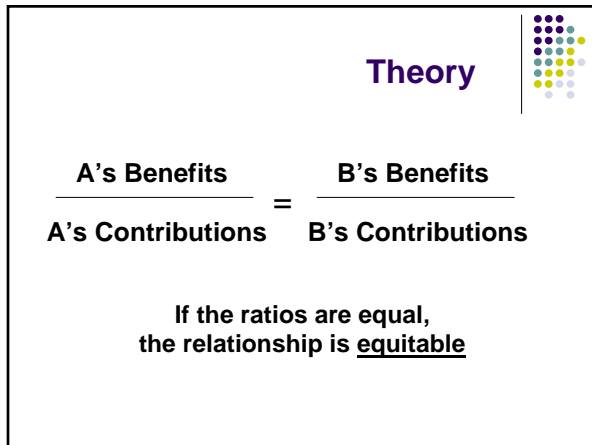 Theory
A’s Benefits B’s Benefits
=
A’s Contributions B’s Contributions
If the ratios are equal,
the relationship is equitable